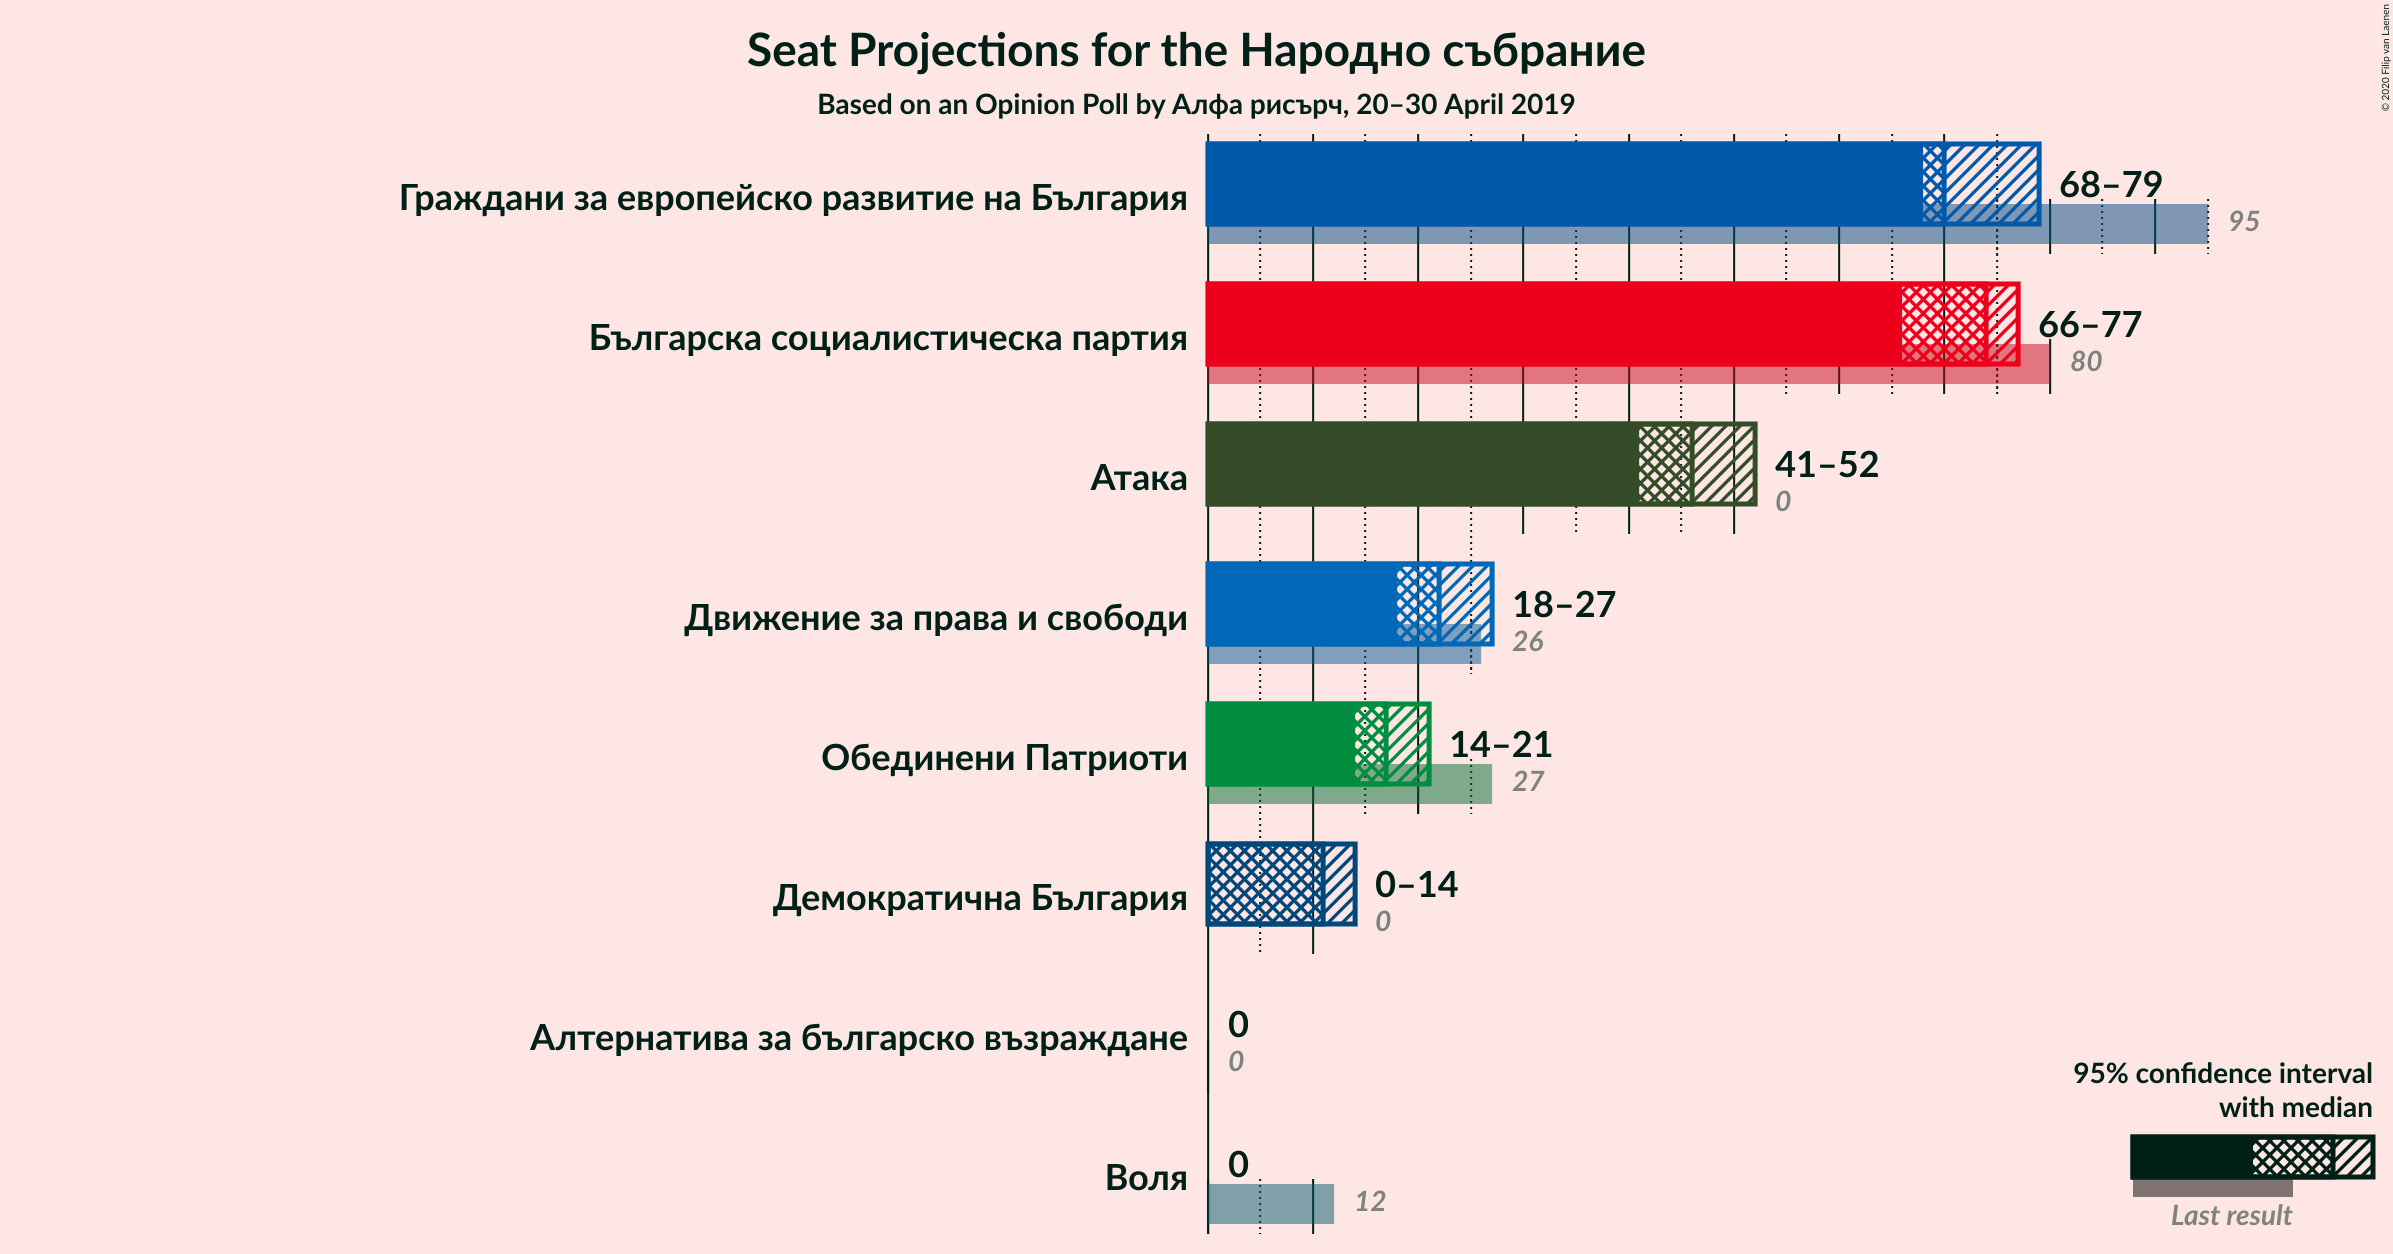 Seat Projections for the Народно събрание
Based on an Opinion Poll by Алфа рисърч, 20–30 April 2019
© 2020 Filip van Laenen
Граждани за европейско развитие на България
68–79
95
Българска социалистическа партия
66–77
80
Атака
41–52
0
Движение за права и свободи
18–27
26
Обединени Патриоти
14–21
27
Демократична България
0–14
0
Алтернатива за българско възраждане
0
0
Воля
0
12
95% confidence interval
with median
Last result